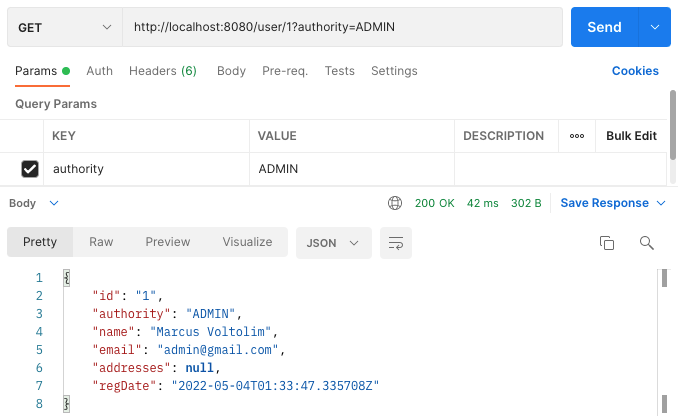 GET http://localhost:8080/user/1?authority=ADMIN Send
Params Auth Headers (6) Body Pre-req. Tests Settings Cookies
Query Params
KEY VALUE DESCRIPTION ooo Bulk Edit
authority ADMIN
Body 200 OK 42 ms 302 B Save Response
Pretty Raw Preview Visualize JSON
1 {
2 "id": "1",
3 "authority": "ADMIN",
4 "name": "Marcus Voltolim",
5 "email": "admin@gmail.com",
6 "addresses": null,
7 "regDate": "2022-05-04T01:33:47.335708Z"
8 }